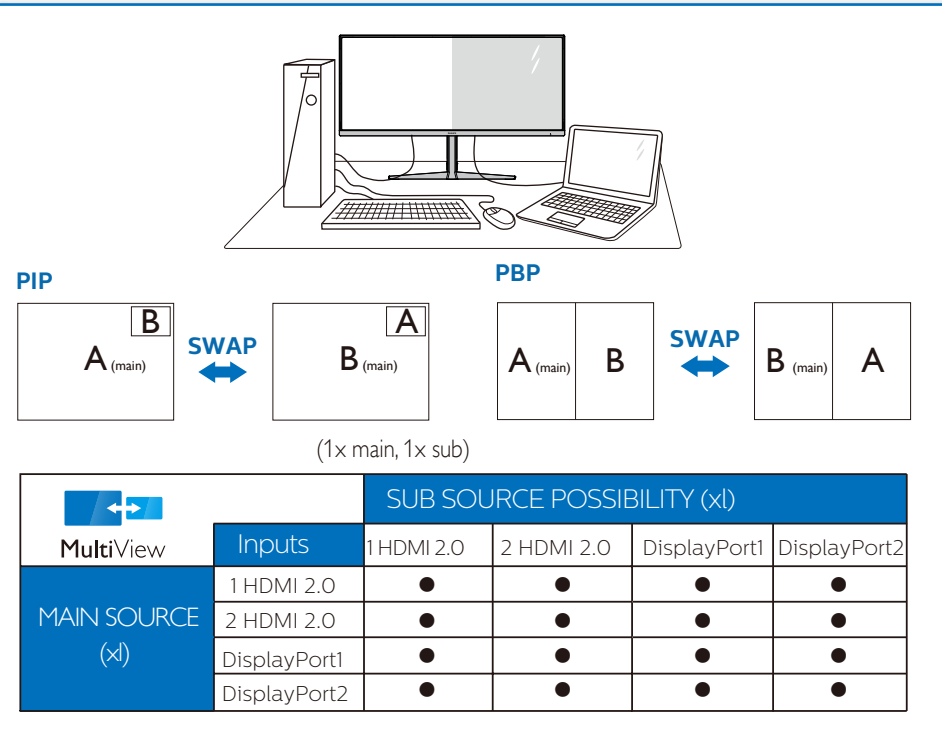 PIP
PBP
B
A (main)
SWAP
A
B (main)
A (main) B
SWAP
B (main) A
(1x main, 1x sub)
SUB SOURCE POSSIBILITY (xl)
MultiView
Inputs
1 HDMI 2.0
2 HDMI 2.0
DisplayPort1
DisplayPort2
MAIN SOURCE
(xl)
1 HDMI 2.0 ● ● ● ●
2 HDMI 2.0 ● ● ● ●
DisplayPort1 ● ● ● ●
DisplayPort2 ● ● ● ●